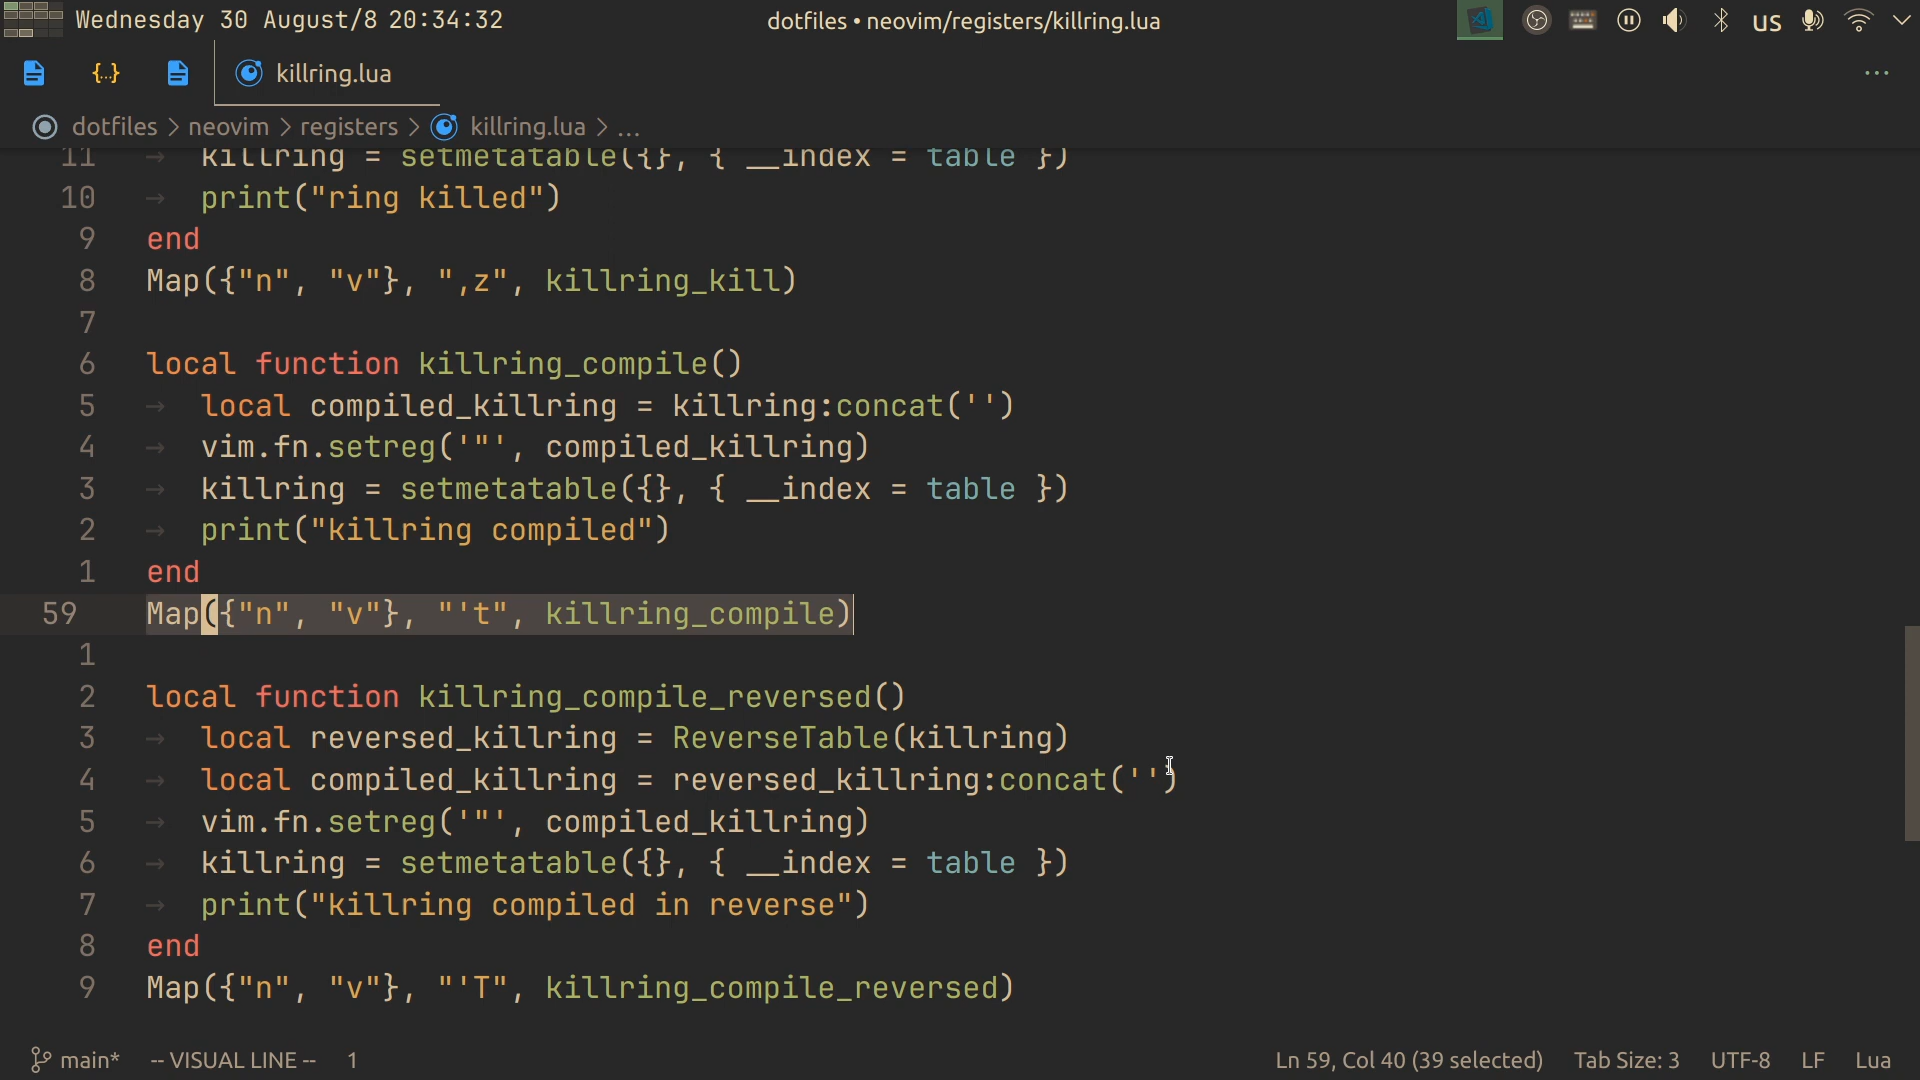 Wednesday 30 August/8 20:34:32
dotfiles • neovim/registers/killring.lua
us
{..}
killring.lua
...
dotfiles > neovim > registers > killring.lua > ...
11 → killring = setmetatable({}, { __index = table })
10 → print("ring killed")
9 end
8 Map({"n", "v"}, ",z", killring_kill)
7
6 local function killring_compile()
5 → local compiled_killring = killring:concat('')
4 → vim.fn.setreg('"', compiled_killring)
3 → killring = setmetatable({}, { __index = table })
2 → print("killring compiled")
1 end
59 Map({"n", "v"}, "'t", killring_compile)
1
2 local function killring_compile_reversed()
3 → local reversed_killring = ReverseTable(killring)
4 → local compiled_killring = reversed_killring:concat('')
5 → vim.fn.setreg('"', compiled_killring)
6 → killring = setmetatable({}, { __index = table })
7 → print("killring compiled in reverse")
8 end
9 Map({"n", "v"}, "'T", killring_compile_reversed)
main* -- VISUAL LINE -- 1 Ln 59, Col 40 (39 selected) Tab Size: 3 UTF-8 LF Lua